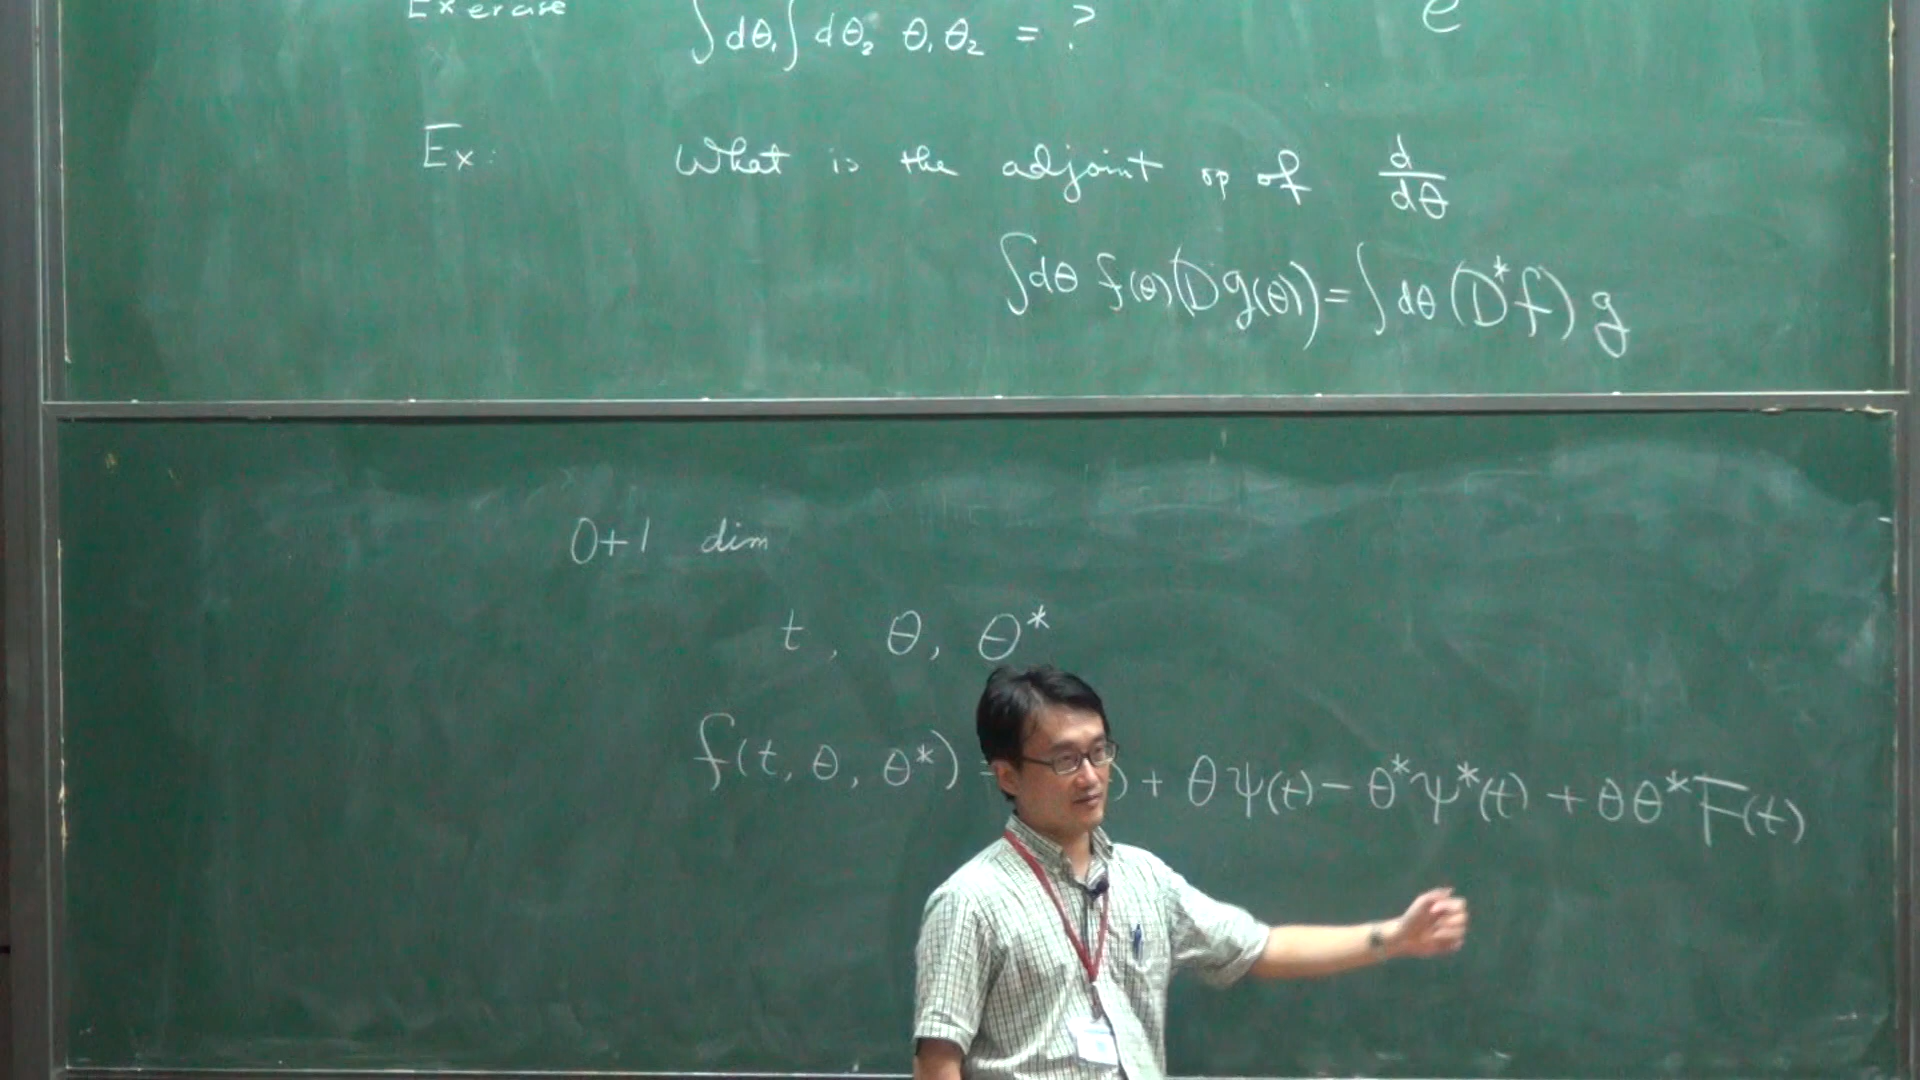 Exercise ∫dθ₁∫dθ₂ θ₁θ₂ = ? e
Ex: What is the adjoint op of d/dθ
∫dθ f(θ)(Dg(θ)) = ∫dθ (D*f) g
0+1 dim
t, θ, θ*
f(t, θ, θ*) ) + θψ(t) − θ*ψ*(t) + θθ*F(t)